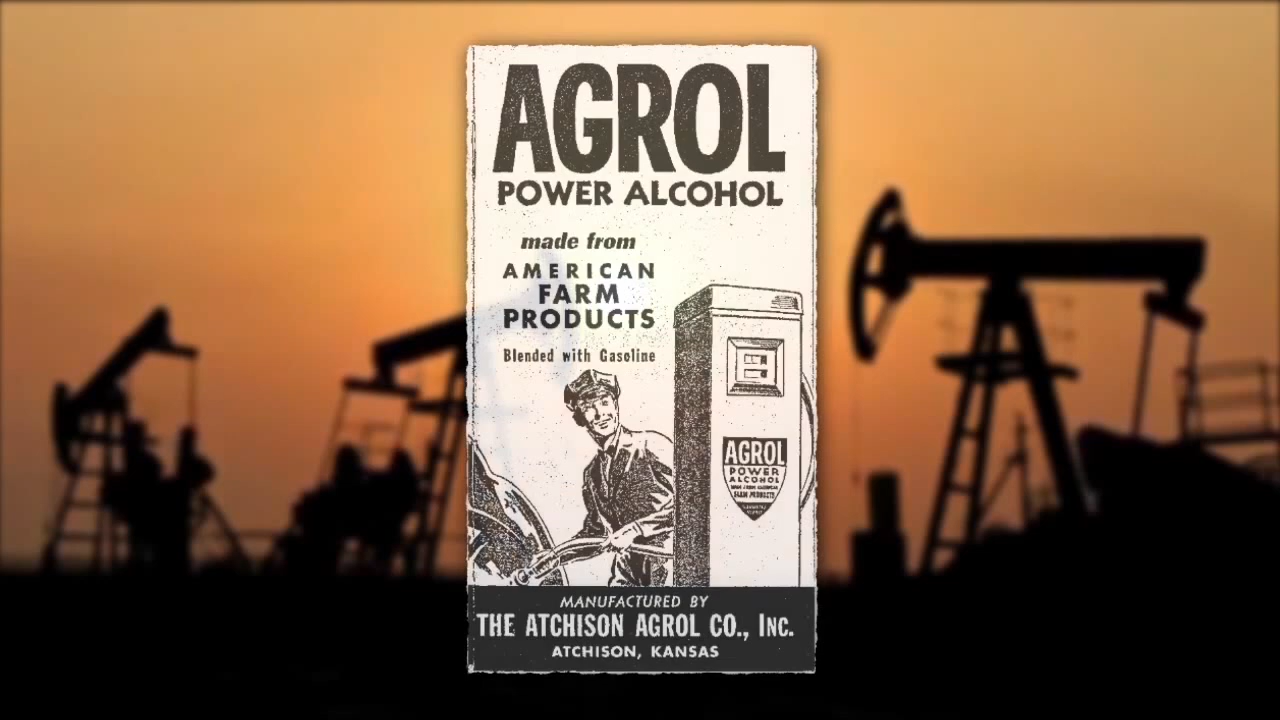 AGROL
POWER ALCOHOL
made from
AMERICAN
FARM
PRODUCTS
Blended with Gasoline
AGROL
POWER
ALCOHOL
FARM PRODUCTS
MANUFACTURED BY
THE ATCHISON AGROL CO., INC.
ATCHISON, KANSAS